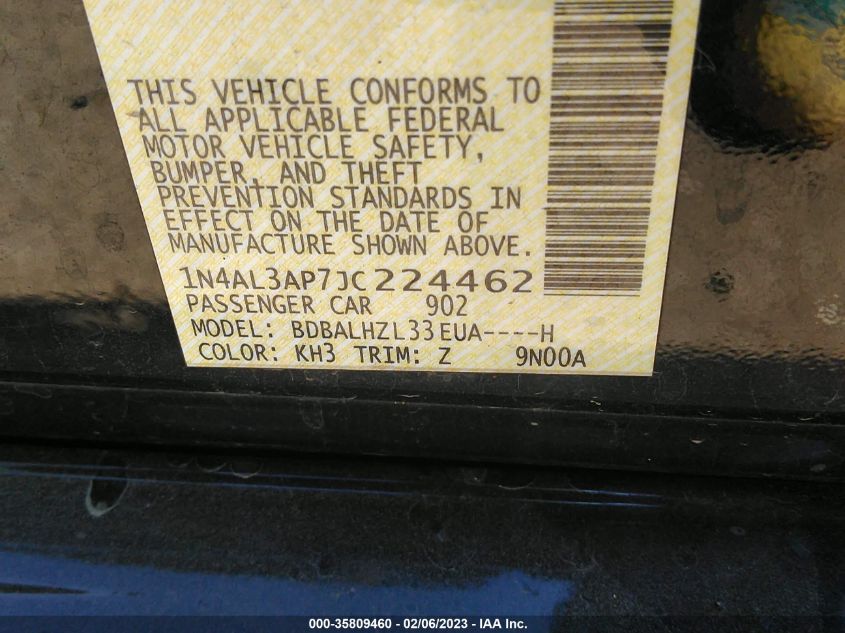 THIS VEHICLE CONFORMS TO
ALL APPLICABLE FEDERAL
MOTOR VEHICLE SAFETY,
BUMPER, AND THEFT
PREVENTION STANDARDS IN
EFFECT ON THE DATE OF
MANUFACTURE SHOWN ABOVE.
1N4AL3AP7JC224462
PASSENGER CAR 902
MODEL: BDBALHZL33EUA----H
COLOR: KH3 TRIM: Z 9N00A
000-35809460 - 02/06/2023 - IAA Inc.